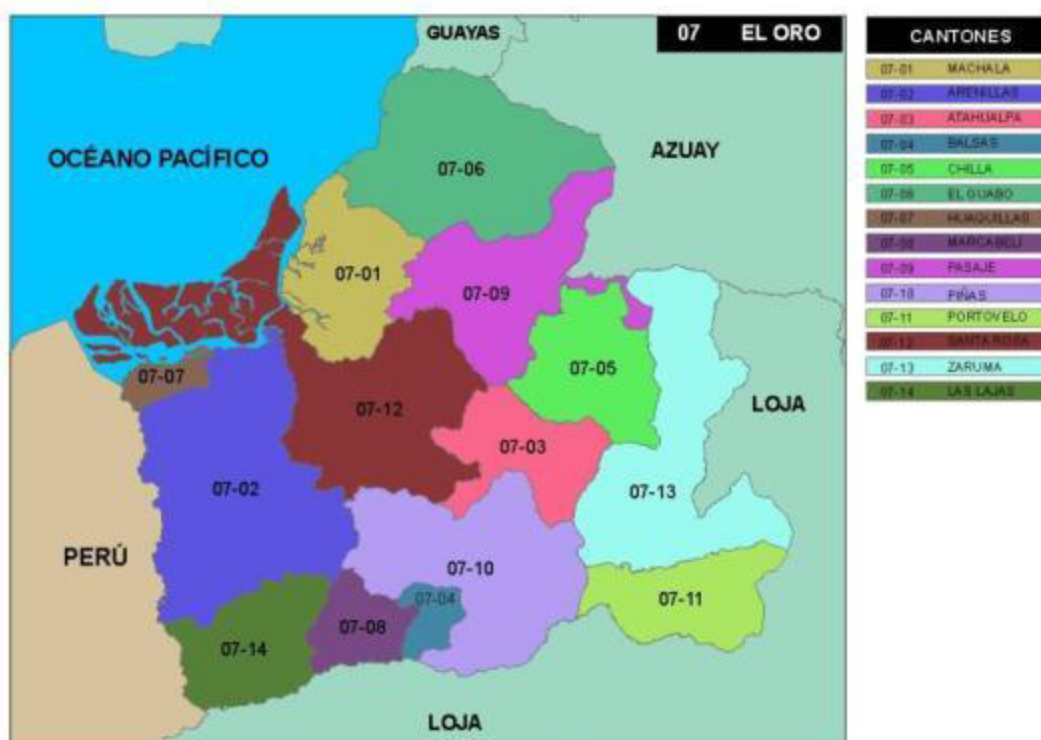 GUAYAS
07 EL ORO
OCÉANO PACÍFICO
AZUAY
07-06
07-01
07-09
07-07
07-05
07-12
LOJA
07-03
07-02
07-13
PERÚ
07-10
07-04
07-11
07-08
07-14
LOJA
CANTONES
07-01 MACHALA
07-02 ARENILLAS
07-03 ATAHUALPA
07-04 BALSAS
07-05 CHILLA
07-06 EL GUABO
07-07 HUAQUILLAS
07-08 MARCABELÍ
07-09 PASAJE
07-10 PIÑAS
07-11 PORTOVELO
07-12 SANTA ROSA
07-13 ZARUMA
07-14 LAS LAJAS